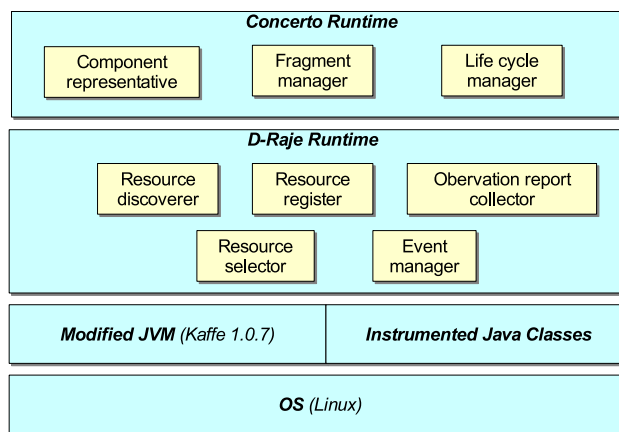 Concerto Runtime
Component
representative
Fragment
manager
Life cycle
manager
D-Raje Runtime
Resource
discoverer
Resource
register
Obervation report
collector
Resource
selector
Event
manager
Modified JVM (Kaffe 1.0.7)
Instrumented Java Classes
OS (Linux)